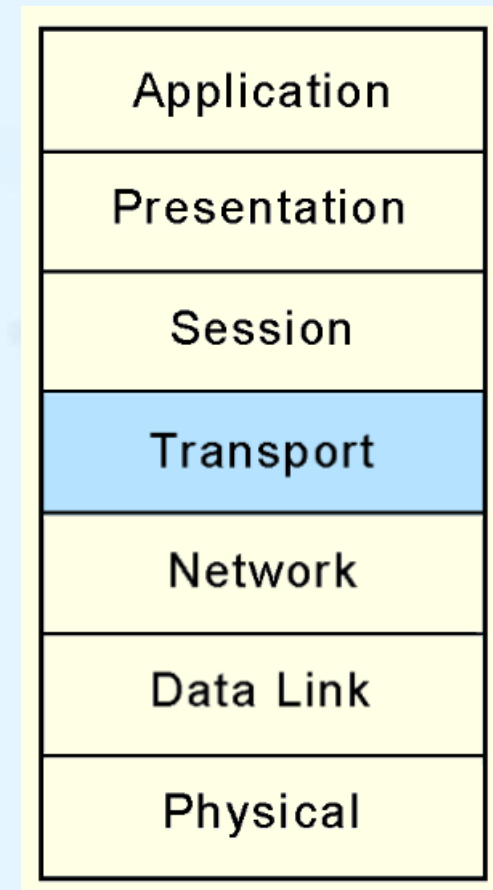 Application
Presentation
Session
Transport
Network
Data Link
Physical